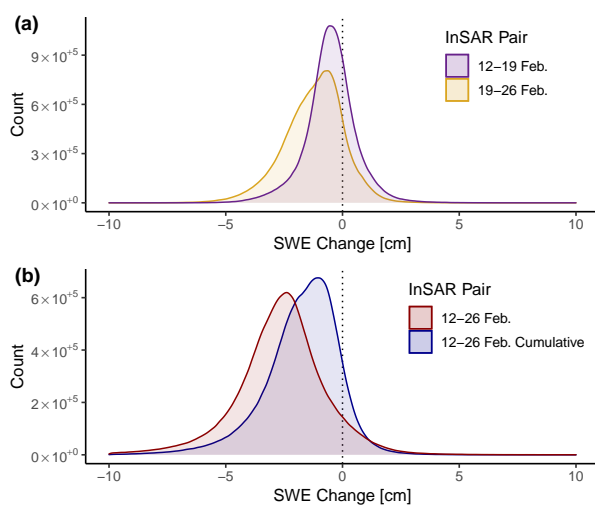 (a)
InSAR Pair
12−19 Feb.
19−26 Feb.
Count
9×10⁺⁵
6×10⁺⁵
3×10⁺⁵
0×10⁺⁰
−10 −5 0 5 10
SWE Change [cm]
(b)
InSAR Pair
12−26 Feb.
12−26 Feb. Cumulative
Count
6×10⁺⁵
4×10⁺⁵
2×10⁺⁵
0×10⁺⁰
−10 −5 0 5 10
SWE Change [cm]